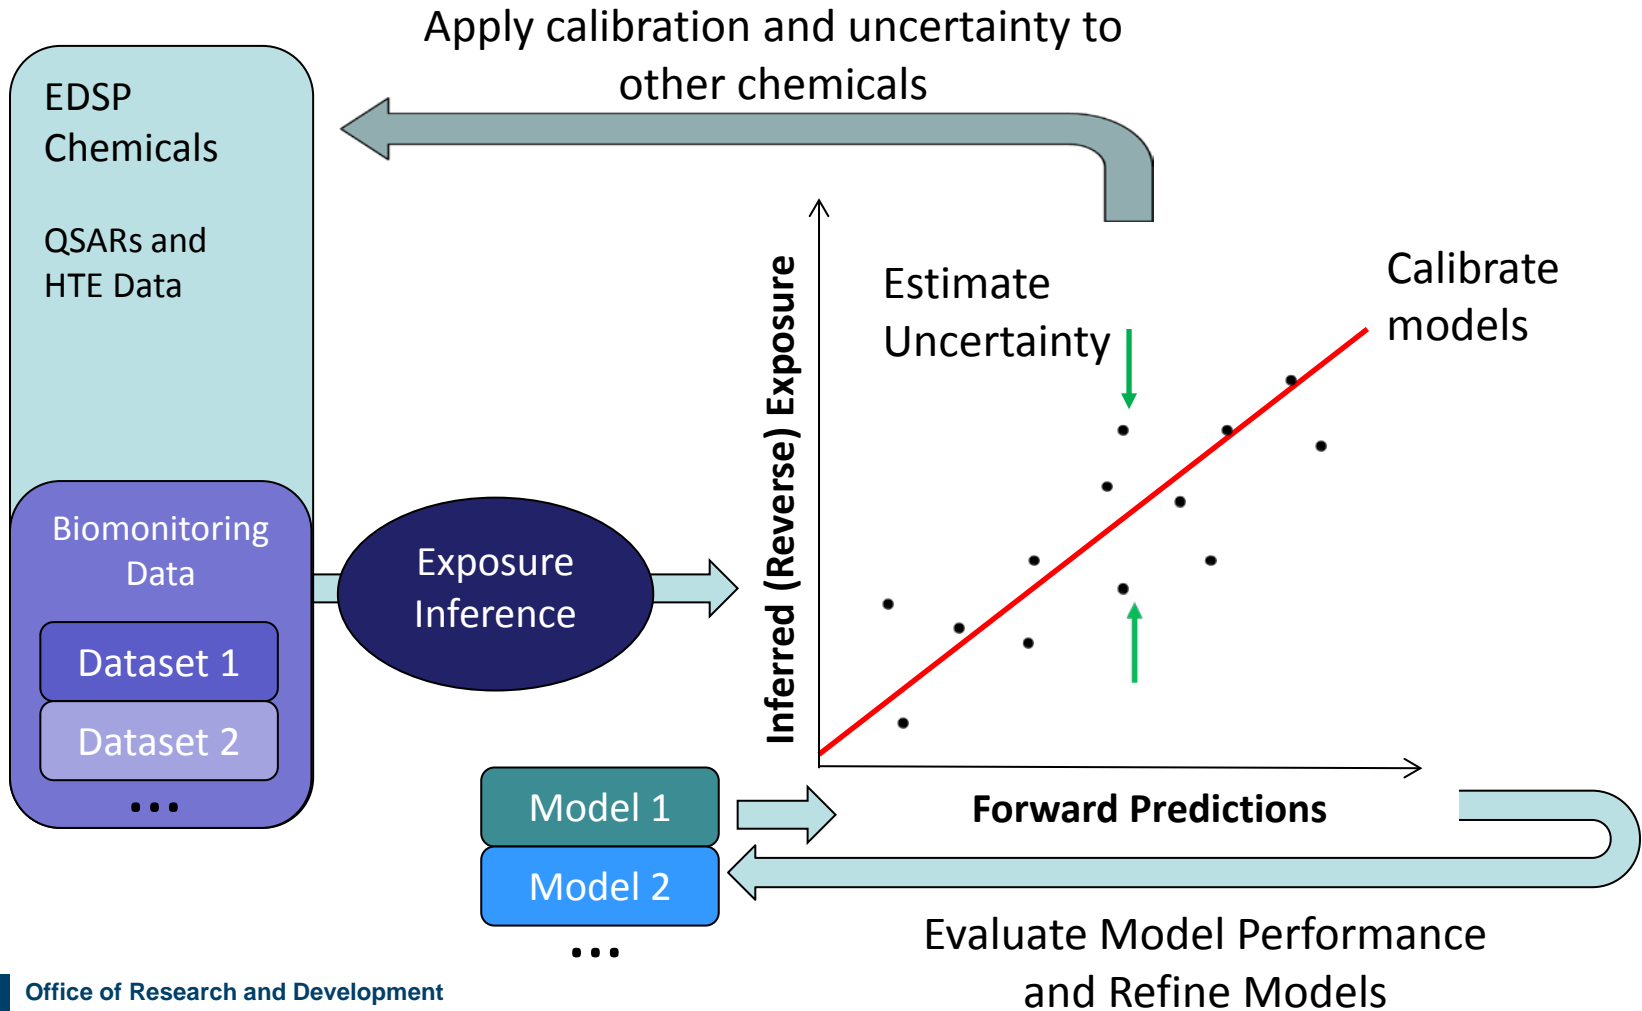 Apply calibration and uncertainty to
other chemicals
EDSP
Chemicals
QSARs and
HTE Data
Biomonitoring
Data
Dataset 1
Dataset 2
...
Exposure
Inference
Inferred (Reverse) Exposure
Estimate
Uncertainty
Calibrate
models
Forward Predictions
Model 1
Model 2
...
Evaluate Model Performance
and Refine Models
Office of Research and Development